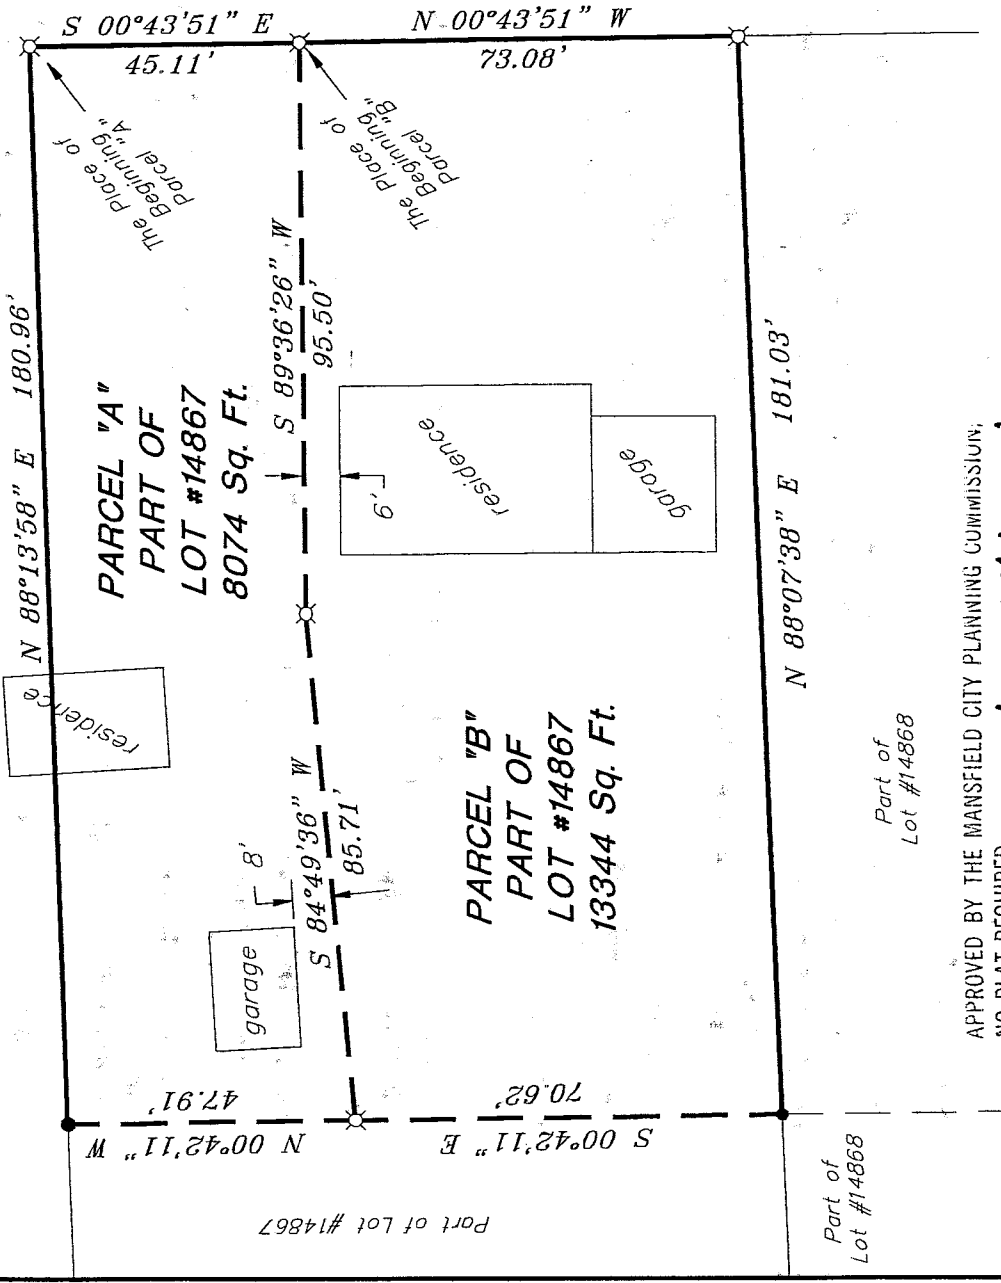 S 00°43'51" E
45.11'
N 00°43'51" W
73.08'
The Place of
Beginning
Parcel "A"
The Place of
Beginning
Parcel "B"
N 88°13'58" E 180.96'
PARCEL "A"
PART OF
LOT #14867
8074 Sq. Ft.
S 89°36'26" W
95.50'
residence
6'
residence
garage
N 88°07'38" E 181.03'
S 84°49'36" W
85.71'
8'
garage
PARCEL "B"
PART OF
LOT #14867
13344 Sq. Ft.
N 00°42'11" W
47.91'
S 00°42'11" E
70.62'
Part of Lot #14867
Part of
Lot #14868
Part of
Lot #14868
APPROVED BY THE MANSFIELD CITY PLANNING COMMISSION,
NO PLAT REQUIRED